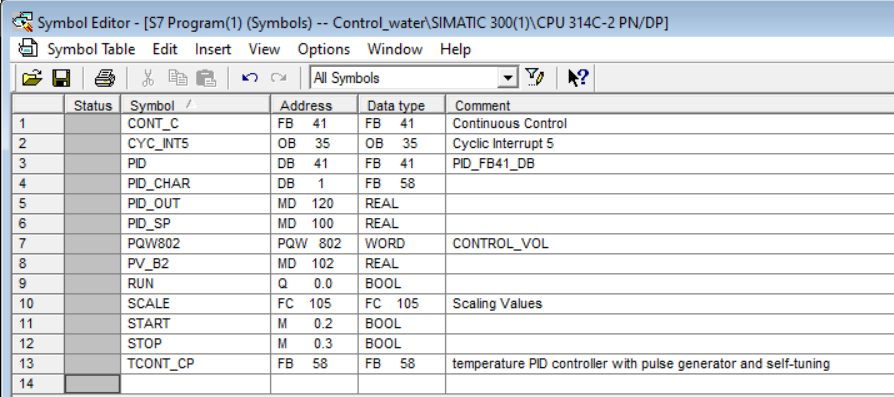 Symbol Editor - [S7 Program(1) (Symbols) -- Control_water\SIMATIC 300(1)\CPU 314C-2 PN/DP]
Symbol Table Edit Insert View Options Window Help
All Symbols
Status Symbol Address Data type Comment
1 CONT_C FB 41 FB 41 Continuous Control
2 CYC_INT5 OB 35 OB 35 Cyclic Interrupt 5
3 PID DB 41 FB 41 PID_FB41_DB
4 PID_CHAR DB 1 FB 58
5 PID_OUT MD 120 REAL
6 PID_SP MD 100 REAL
7 PQW802 PQW 802 WORD CONTROL_VOL
8 PV_B2 MD 102 REAL
9 RUN Q 0.0 BOOL
10 SCALE FC 105 FC 105 Scaling Values
11 START M 0.2 BOOL
12 STOP M 0.3 BOOL
13 TCONT_CP FB 58 FB 58 temperature PID controller with pulse generator and self-tuning
14